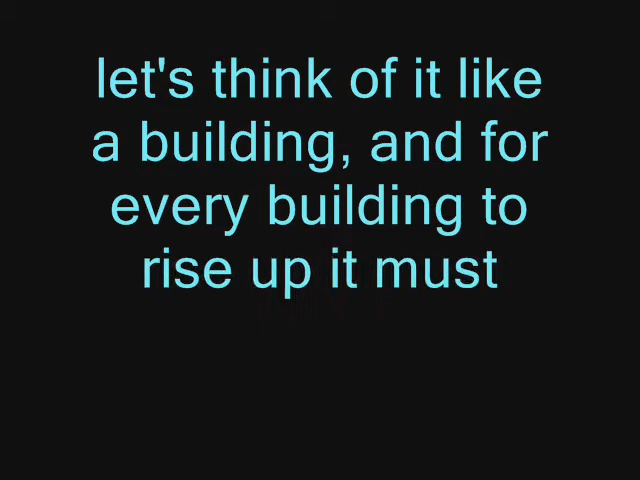 let's think of it like
a building, and for
every building to
rise up it must